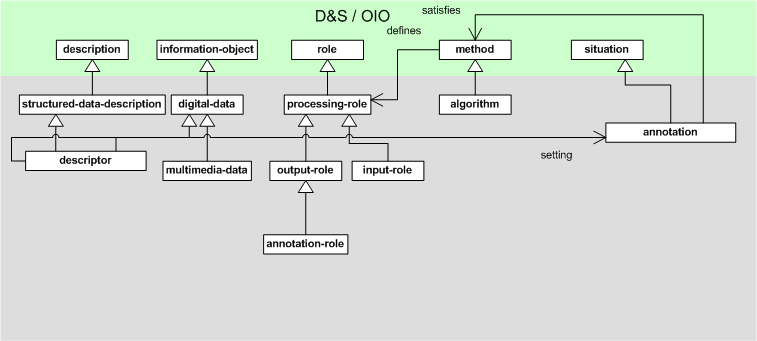 D&S / OIO
satisfies
defines
description
information-object
role
method
situation
structured-data-description
digital-data
processing-role
algorithm
annotation
descriptor
multimedia-data
output-role
input-role
setting
annotation-role